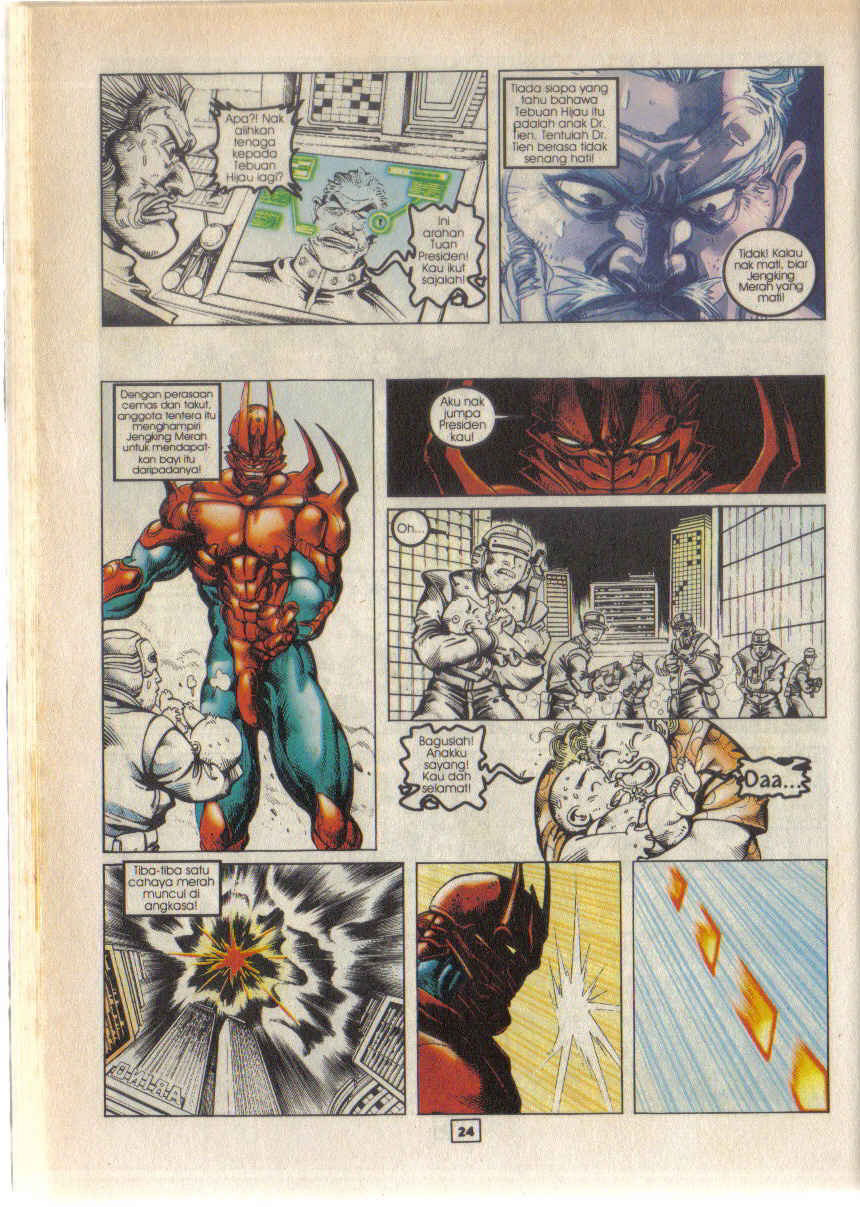 Apa?! Nak
alihkan
tenaga
kepada
Tebuan
Hijau lagi?
Ini
arahan
Tuan
Presiden!
Kau ikut
sajalah!
Tiada siapa yang
tahu bahawa
Tebuan Hijau itu
adalah anak Dr.
Tien. Tentulah Dr.
Tien berasa tidak
senang hati!
Tidak! Kalau
nak mati, biar
Jengking
Merah yang
mati!
Dengan perasaan
cemas dan takut,
anggota tentera itu
menghampiri
Jengking Merah
untuk mendapat-
kan bayi itu
daripadanya!
Aku nak
jumpa
Presiden
kau!
Oh...
Baguslah!
Anakku
sayang!
Kau dah
selamat!
Daa...
Tiba-tiba satu
cahaya merah
muncul di
angkasa!
24